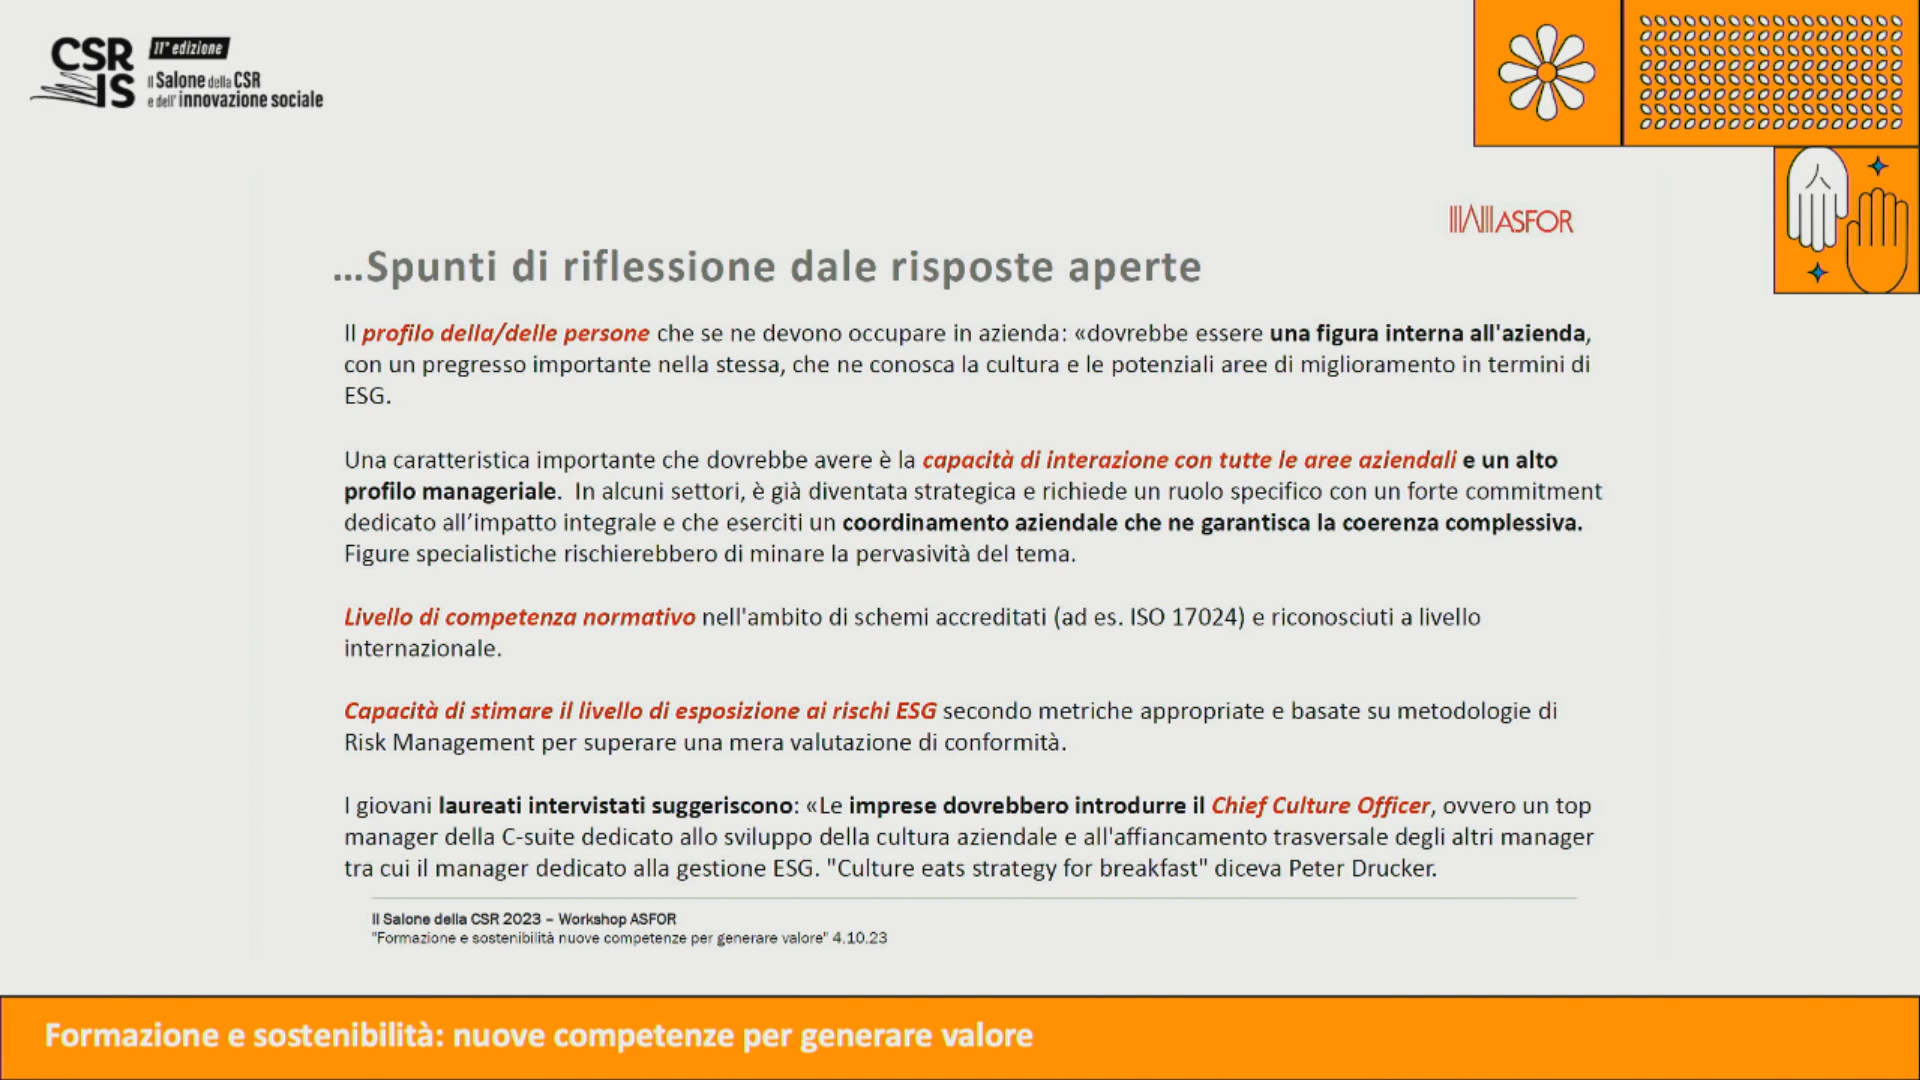 CSR
IS
11ª edizione
Il Salone della CSR
e dell'innovazione sociale
ASFOR
...Spunti di riflessione dale risposte aperte
Il profilo della/delle persone che se ne devono occupare in azienda: «dovrebbe essere una figura interna all'azienda,
con un pregresso importante nella stessa, che ne conosca la cultura e le potenziali aree di miglioramento in termini di
ESG.
Una caratteristica importante che dovrebbe avere è la capacità di interazione con tutte le aree aziendali e un alto
profilo manageriale. In alcuni settori, è già diventata strategica e richiede un ruolo specifico con un forte commitment
dedicato all’impatto integrale e che eserciti un coordinamento aziendale che ne garantisca la coerenza complessiva.
Figure specialistiche rischierebbero di minare la pervasività del tema.
Livello di competenza normativo nell'ambito di schemi accreditati (ad es. ISO 17024) e riconosciuti a livello
internazionale.
Capacità di stimare il livello di esposizione ai rischi ESG secondo metriche appropriate e basate su metodologie di
Risk Management per superare una mera valutazione di conformità.
I giovani laureati intervistati suggeriscono: «Le imprese dovrebbero introdurre il Chief Culture Officer, ovvero un top
manager della C-suite dedicato allo sviluppo della cultura aziendale e all'affiancamento trasversale degli altri manager
tra cui il manager dedicato alla gestione ESG. "Culture eats strategy for breakfast" diceva Peter Drucker.
Il Salone della CSR 2023 – Workshop ASFOR
"Formazione e sostenibilità nuove competenze per generare valore" 4.10.23
Formazione e sostenibilità: nuove competenze per generare valore